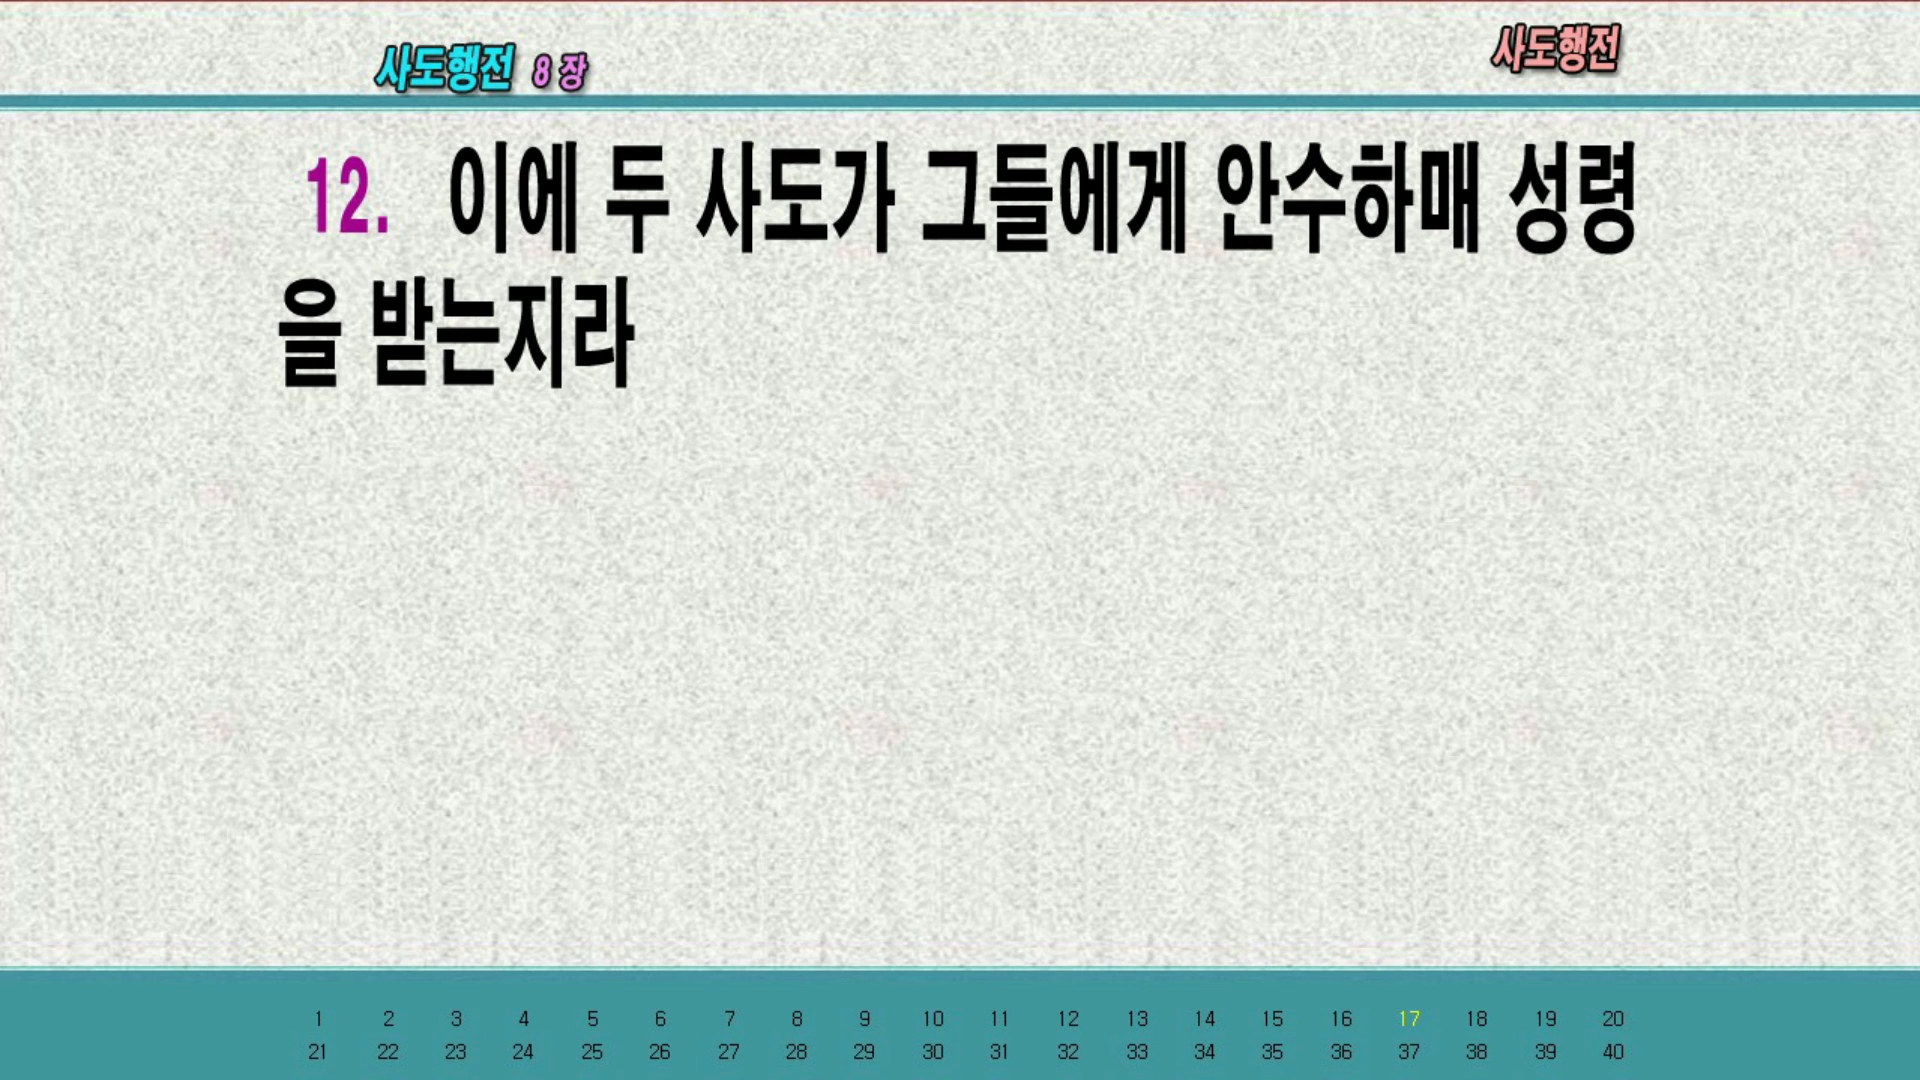 사도행전 8 장
사도행전
12. 이에 두 사도가 그들에게 안수하매 성령
을 받는지라
1 2 3 4 5 6 7 8 9 10 11 12 13 14 15 16 17 18 19 20
21 22 23 24 25 26 27 28 29 30 31 32 33 34 35 36 37 38 39 40